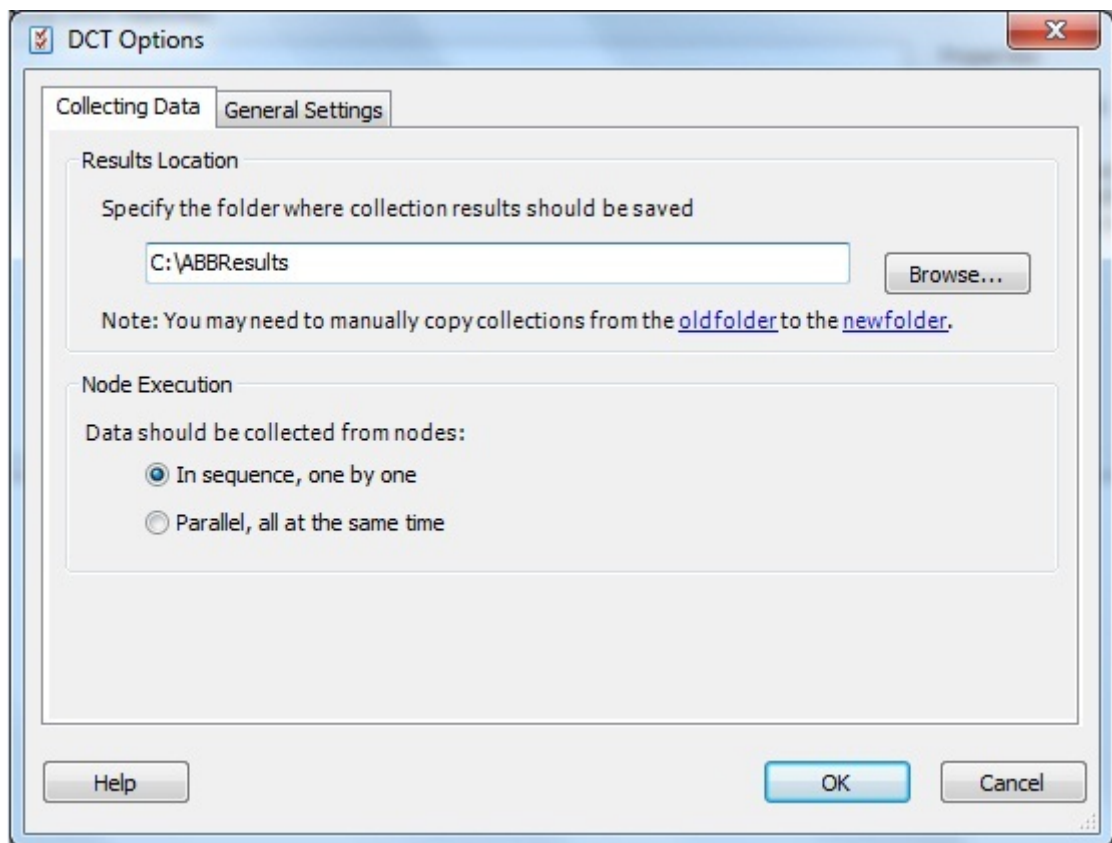 DCT Options
Collecting Data
General Settings
Results Location
Specify the folder where collection results should be saved
C:\ABBResults
Browse...
Note: You may need to manually copy collections from the oldfolder to the newfolder.
Node Execution
Data should be collected from nodes:
In sequence, one by one
Parallel, all at the same time
Help
OK
Cancel